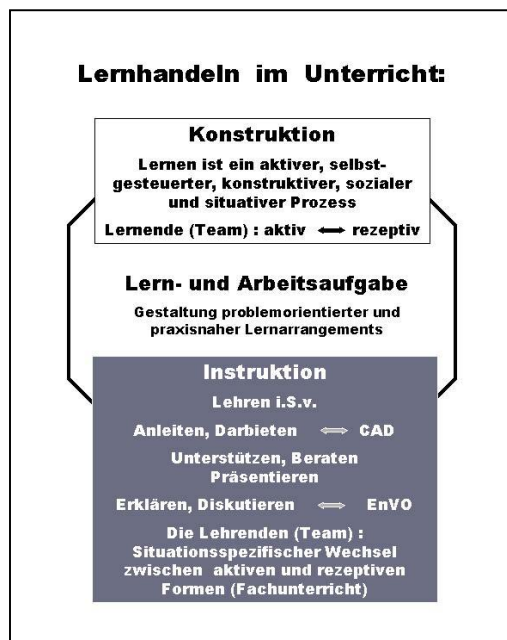 Lernhandeln im Unterricht:
Konstruktion
Lernen ist ein aktiver, selbst-
gesteuerter, konstruktiver, sozialer
und situativer Prozess
Lernende (Team) : aktiv ⟷ rezeptiv
Lern- und Arbeitsaufgabe
Gestaltung problemorientierter und
praxisnaher Lernarrangements
Instruktion
Lehren i.S.v.
Anleiten, Darbieten ⟺ CAD
Unterstützen, Beraten
Präsentieren
Erklären, Diskutieren ⟺ EnVO
Die Lehrenden (Team) :
Situationsspezifischer Wechsel
zwischen aktiven und rezeptiven
Formen (Fachunterricht)